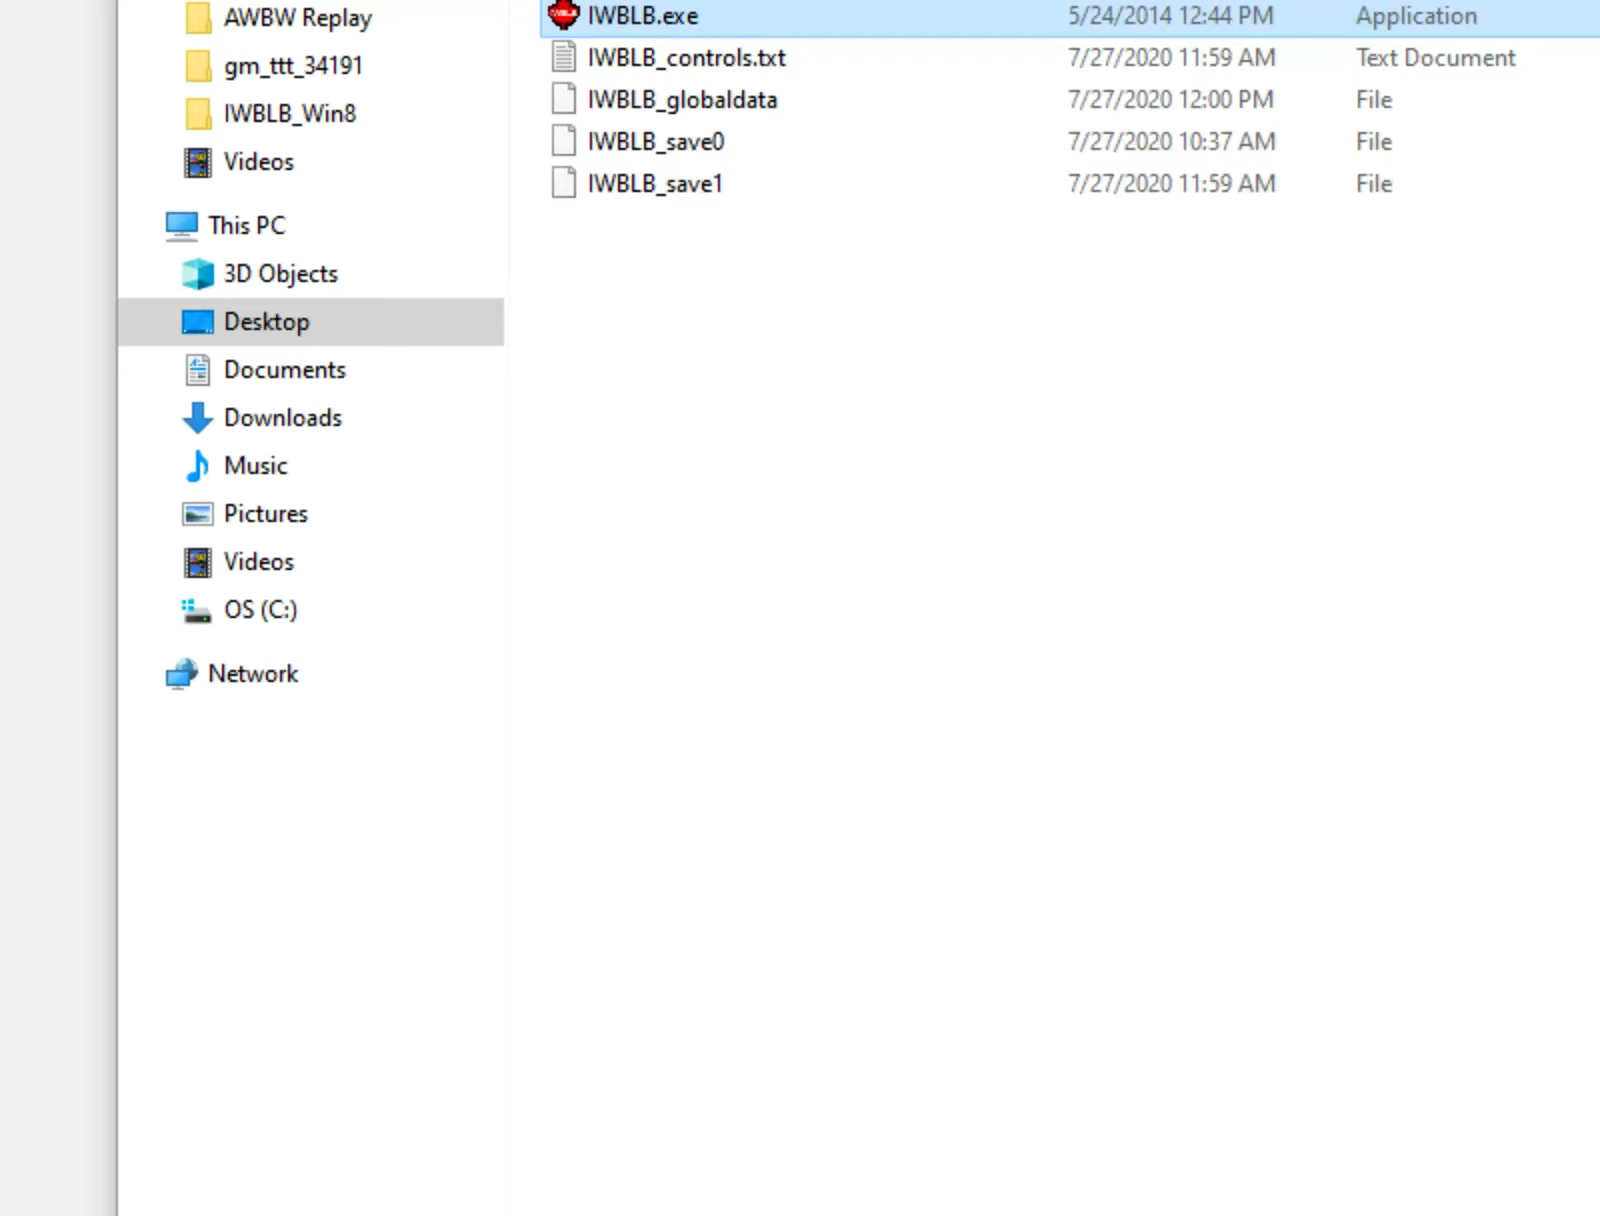 AWBW Replay
gm_ttt_34191
IWBLB_Win8
Videos
This PC
3D Objects
Desktop
Documents
Downloads
Music
Pictures
Videos
OS (C:)
Network
IWBLB.exe 5/24/2014 12:44 PM Application
IWBLB_controls.txt 7/27/2020 11:59 AM Text Document
IWBLB_globaldata 7/27/2020 12:00 PM File
IWBLB_save0 7/27/2020 10:37 AM File
IWBLB_save1 7/27/2020 11:59 AM File